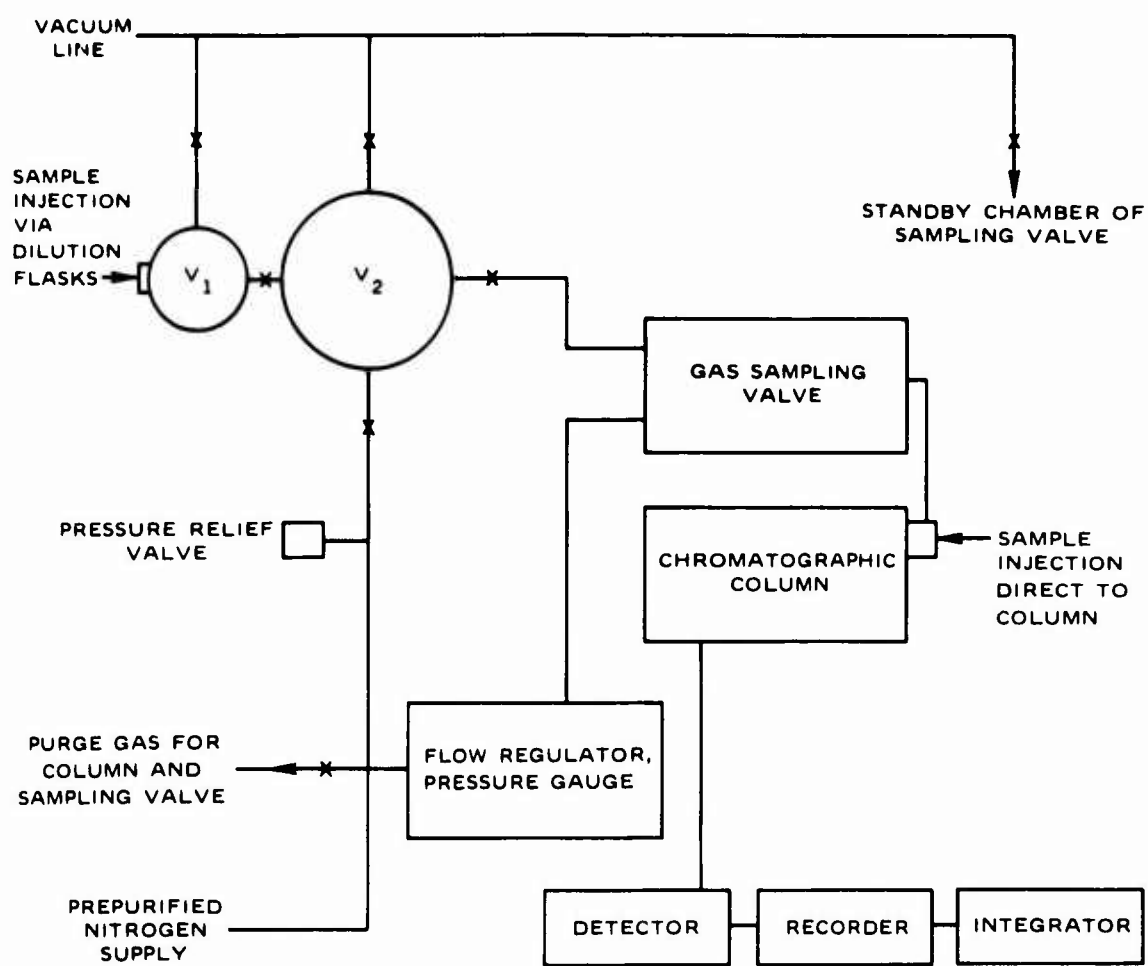 VACUUM
LINE
SAMPLE
INJECTION
VIA
DILUTION
FLASKS
V1
V2
STANDBY CHAMBER OF
SAMPLING VALVE
GAS SAMPLING
VALVE
PRESSURE RELIEF
VALVE
CHROMATOGRAPHIC
COLUMN
SAMPLE
INJECTION
DIRECT TO
COLUMN
PURGE GAS FOR
COLUMN AND
SAMPLING VALVE
FLOW REGULATOR,
PRESSURE GAUGE
PREPURIFIED
NITROGEN
SUPPLY
DETECTOR
RECORDER
INTEGRATOR